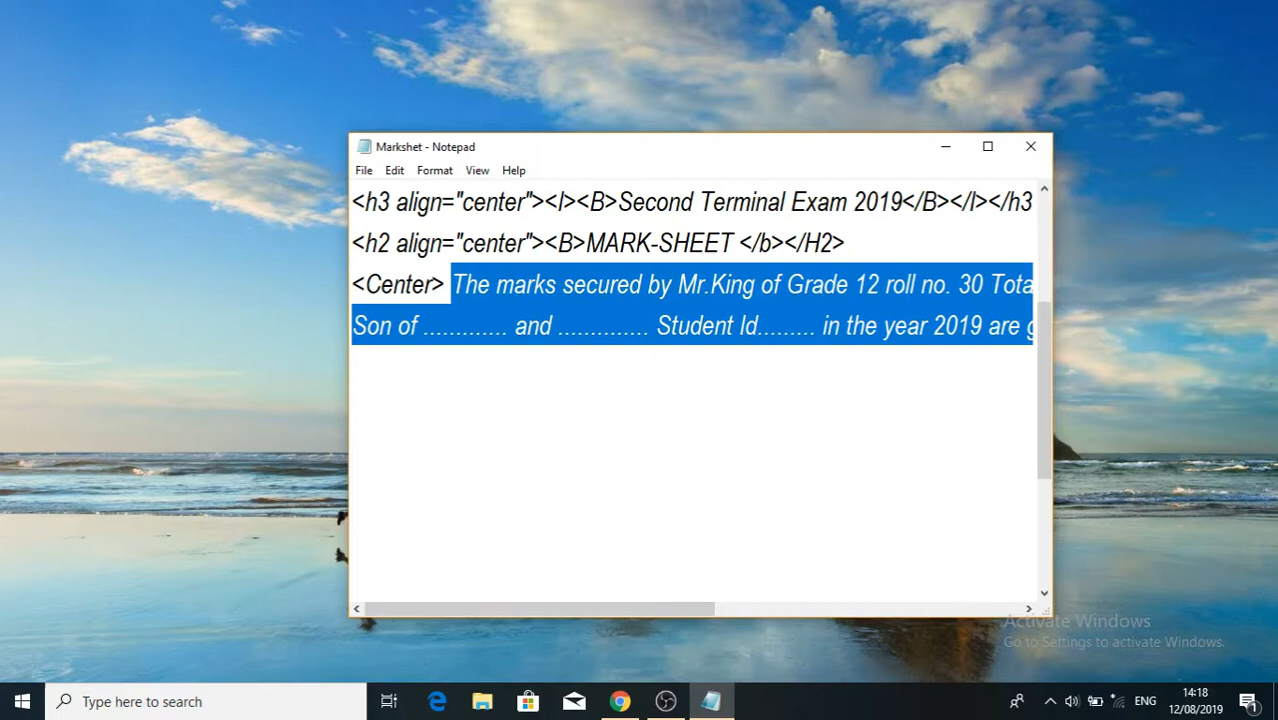 Markshet - Notepad
File Edit Format View Help
<h3 align="center"><I><B>Second Terminal Exam 2019</B></I></h3
<h2 align="center"><B>MARK-SHEET </b></H2>
<Center> The marks secured by Mr.King of Grade 12 roll no. 30 Tota
Son of ............. and .............. Student Id......... in the year 2019 are g
Activate Windows
Go to Settings to activate Windows.
Type here to search
ENG
14:18
12/08/2019
1